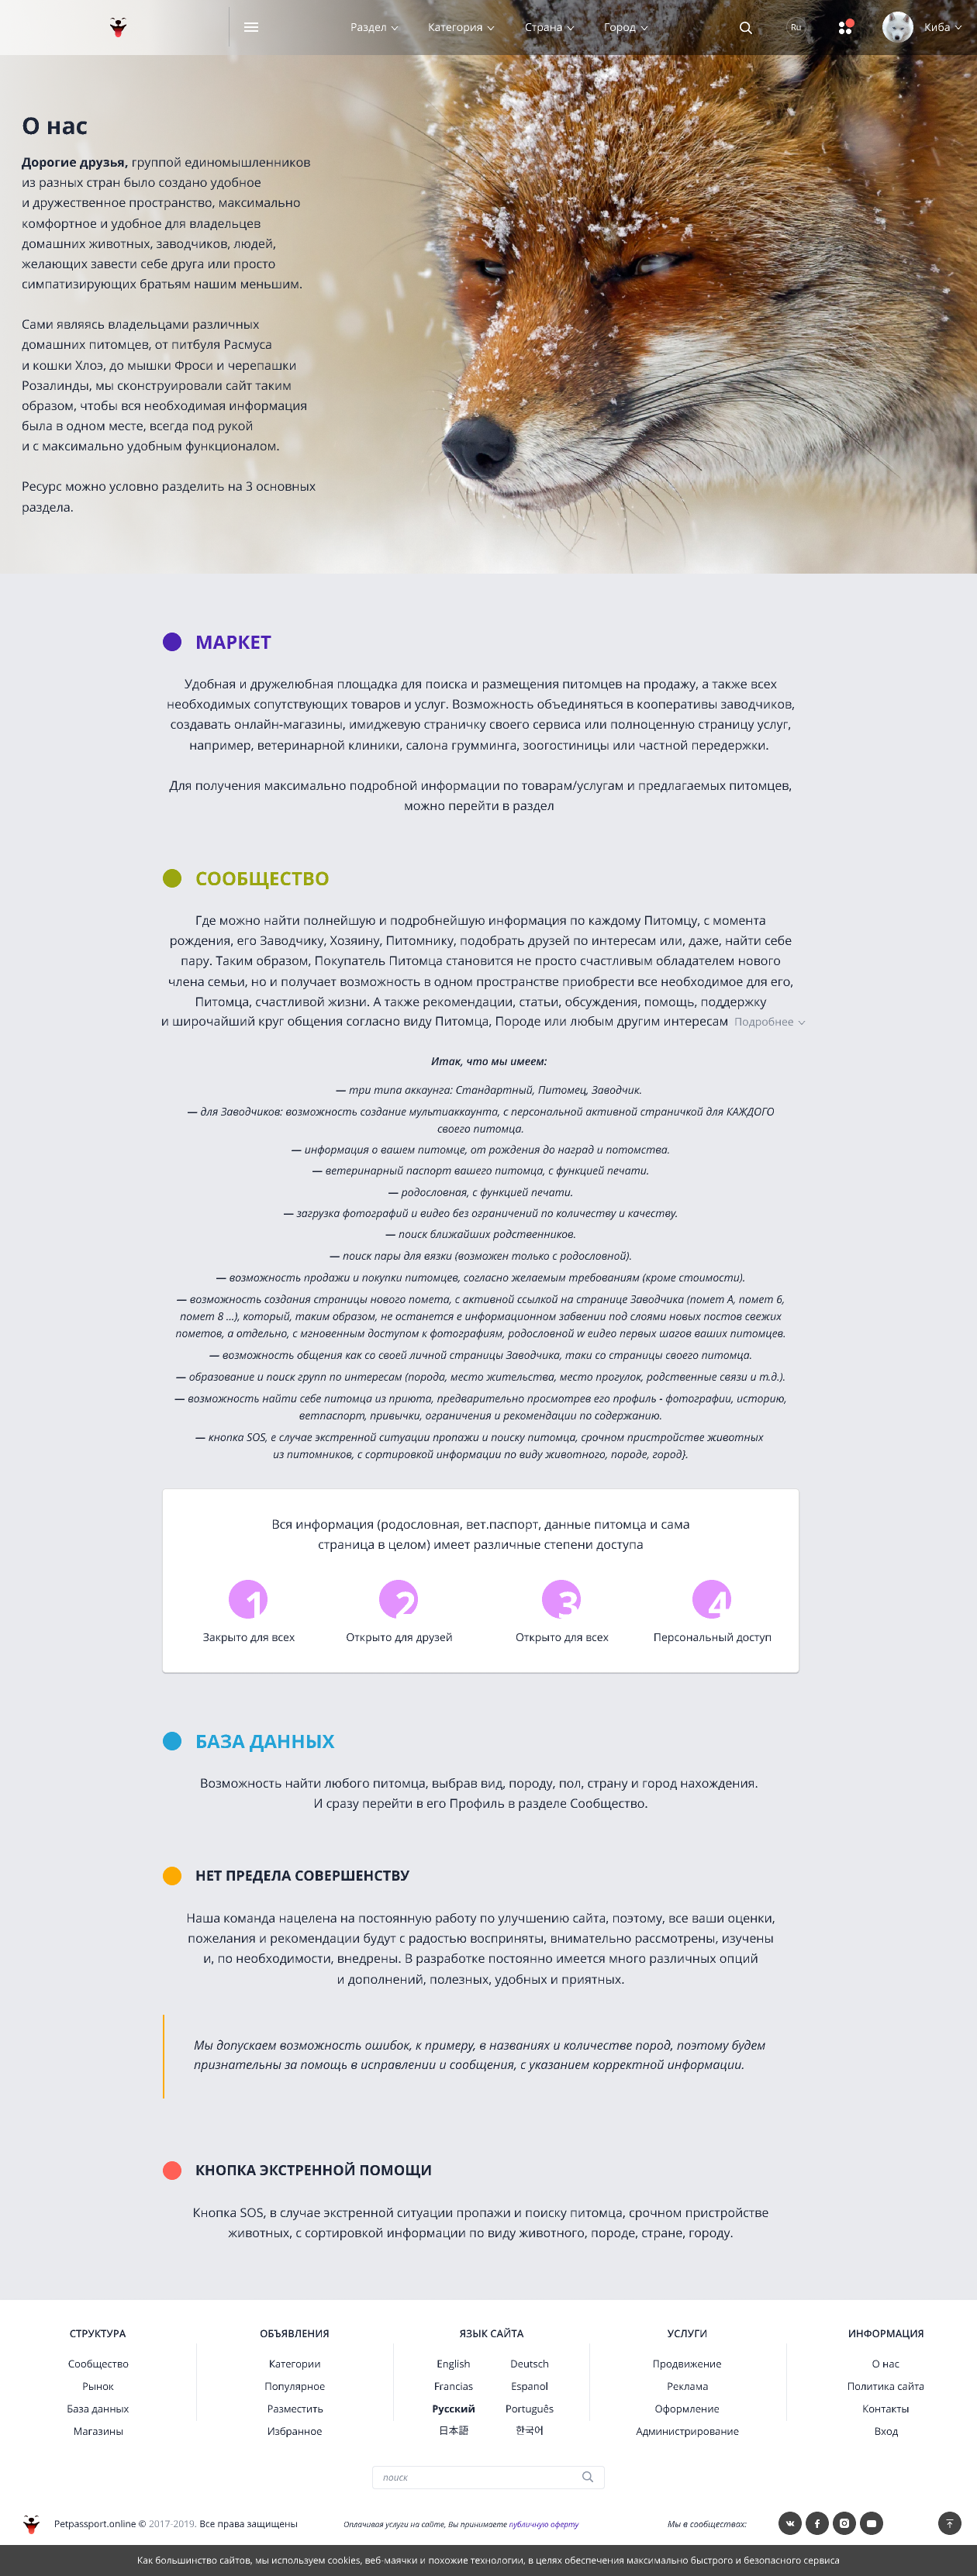 Раздел Категория Страна Город Ru Киба
О нас
Дорогие друзья, группой единомышленников
из разных стран было создано удобное
и дружественное пространство, максимально
комфортное и удобное для владельцев
домашних животных, заводчиков, людей,
желающих завести себе друга или просто
симпатизирующих братьям нашим меньшим.
Сами являясь владельцами различных
домашних питомцев, от питбуля Расмуса
и кошки Хлоэ, до мышки Фроси и черепашки
Розалинды, мы сконструировали сайт таким
образом, чтобы вся необходимая информация
была в одном месте, всегда под рукой
и с максимально удобным функционалом.
Ресурс можно условно разделить на 3 основных
раздела.
МАРКЕТ
Удобная и дружелюбная площадка для поиска и размещения питомцев на продажу, а также всех
необходимых сопутствующих товаров и услуг. Возможность объединяться в кооперативы заводчиков,
создавать онлайн-магазины, имиджевую страничку своего сервиса или полноценную страницу услуг,
например, ветеринарной клиники, салона грумминга, зоогостиницы или частной передержки.
Для получения максимально подробной информации по товарам/услугам и предлагаемых питомцев,
можно перейти в раздел
СООБЩЕСТВО
Где можно найти полнейшую и подробнейшую информация по каждому Питомцу, с момента
рождения, его Заводчику, Хозяину, Питомнику, подобрать друзей по интересам или, даже, найти себе
пару. Таким образом, Покупатель Питомца становится не просто счастливым обладателем нового
члена семьи, но и получает возможность в одном пространстве приобрести все необходимое для его,
Питомца, счастливой жизни. А также рекомендации, статьи, обсуждения, помощь, поддержку
и широчайший круг общения согласно виду Питомца, Породе или любым другим интересам Подробнее
Итак, что мы имеем:
— три типа аккаунга: Стандартный, Питомец, Заводчик.
— для Заводчиков: возможность создание мультиаккаунта, с персональной активной страничкой для КАЖДОГО
своего питомца.
— информация о вашем питомце, от рождения до наград и потомства.
— ветеринарный паспорт вашего питомца, с функцией печати.
— родословная, с функцией печати.
— загрузка фотографий и видео без ограничений по количеству и качеству.
— поиск ближайших родственников.
— поиск пары для вязки (возможен только с родословной).
— возможность продажи и покупки питомцев, согласно желаемым требованиям (кроме стоимости).
— возможность создания страницы нового помета, с активной ссылкой на странице Заводчика (помет А, помет 6,
помет 8 ...), который, таким образом, не останется е информационном забвении под слоями новых постов свежих
пометов, а отдельно, с мгновенным доступом к фотографиям, родословной w еидео первых шагов ваших питомцев.
— возможность общения как со своей личной страницы Заводчика, таки со страницы своего питомца.
— образование и поиск групп по интересам (порода, место жительства, место прогулок, родственные связи и т.д.).
— возможность найти себе питомца из приюта, предварительно просмотрев его профиль - фотографии, историю,
ветпаспорт, привычки, ограничения и рекомендации по содержанию.
— кнопка SOS, е случае экстренной ситуации пропажи и поиску питомца, срочном пристройстве животных
из питомников, с сортировкой информации по виду животного, породе, город}.
Вся информация (родословная, вет.паспорт, данные питомца и сама
страница в целом) имеет различные степени доступа
1 2 3 4
Закрыто для всех Открыто для друзей Открыто для всех Персональный доступ
БАЗА ДАННЫХ
Возможность найти любого питомца, выбрав вид, породу, пол, страну и город нахождения.
И сразу перейти в его Профиль в разделе Сообщество.
НЕТ ПРЕДЕЛА СОВЕРШЕНСТВУ
Наша команда нацелена на постоянную работу по улучшению сайта, поэтому, все ваши оценки,
пожелания и рекомендации будут с радостью восприняты, внимательно рассмотрены, изучены
и, по необходимости, внедрены. В разработке постоянно имеется много различных опций
и дополнений, полезных, удобных и приятных.
Мы допускаем возможность ошибок, к примеру, в названиях и количестве пород, поэтому будем
признательны за помощь в исправлении и сообщения, с указанием корректной информации.
КНОПКА ЭКСТРЕННОЙ ПОМОЩИ
Кнопка SOS, в случае экстренной ситуации пропажи и поиску питомца, срочном пристройстве
животных, с сортировкой информации по виду животного, породе, стране, городу.
СТРУКТУРА ОБЪЯВЛЕНИЯ ЯЗЫК САЙТА УСЛУГИ ИНФОРМАЦИЯ
Сообщество Категории English Deutsch Продвижение О нас
Рынок Популярное Francias Espanol Реклама Политика сайта
База данных Разместить Русский Português Оформление Контакты
Магазины Избранное 日本語 한국어 Администрирование Вход
поиск
Petpassport.online © 2017-2019. Все права защищены Оплачивая услуги на сайте, Вы принимаете публичную оферту Мы в сообществах:
Как большинство сайтов, мы используем cookies, веб-маячки и похожие технологии, в целях обеспечения максимально быстрого и безопасного сервиса